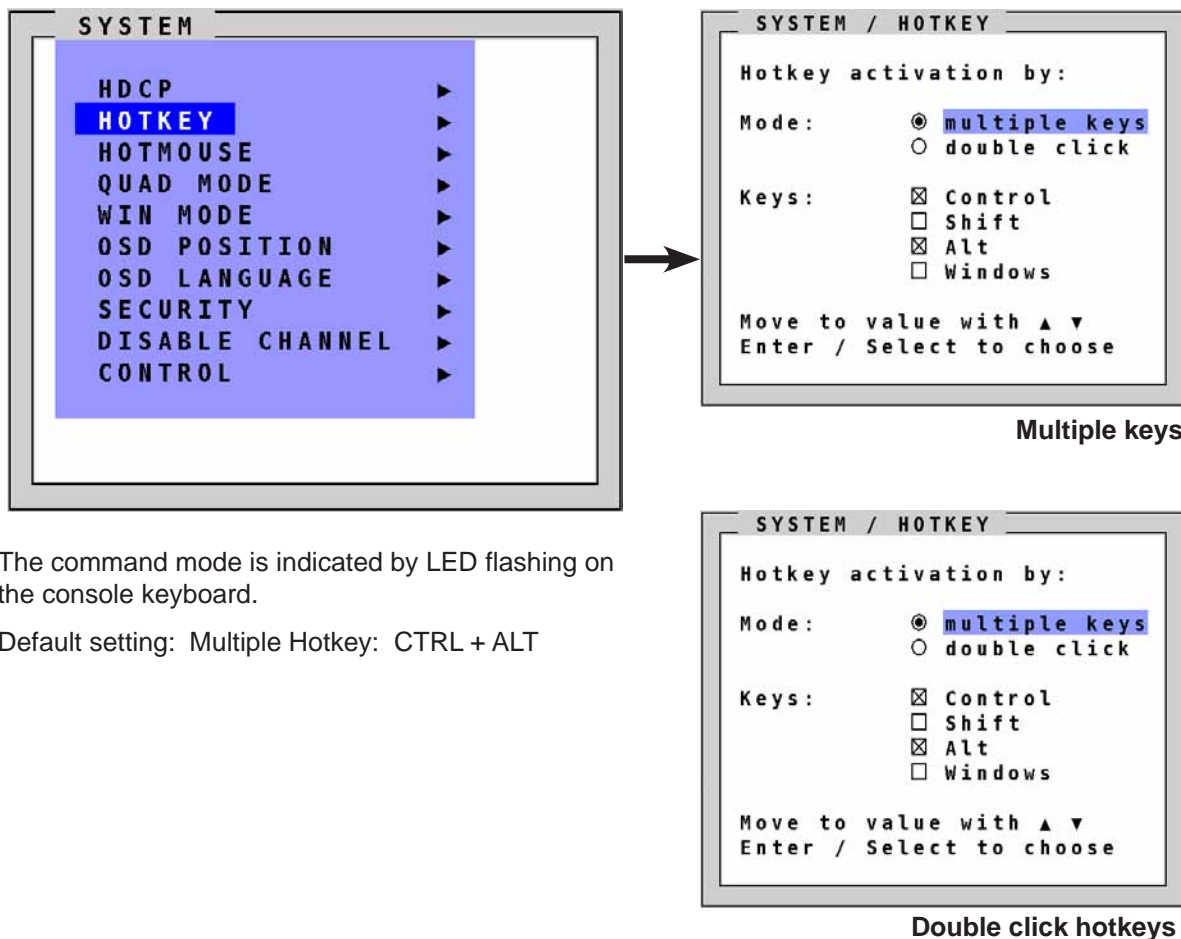 SYSTEM
HDCP ►
HOTKEY ►
HOTMOUSE ►
QUAD MODE ►
WIN MODE ►
OSD POSITION ►
OSD LANGUAGE ►
SECURITY ►
DISABLE CHANNEL ►
CONTROL ►
The command mode is indicated by LED flashing on
the console keyboard.
Default setting: Multiple Hotkey: CTRL + ALT
SYSTEM / HOTKEY
Hotkey activation by:
Mode: ◉ multiple keys
○ double click
Keys: ☒ Control
☐ Shift
☒ Alt
☐ Windows
Move to value with ▲ ▼
Enter / Select to choose
Multiple keys
SYSTEM / HOTKEY
Hotkey activation by:
Mode: ◉ multiple keys
○ double click
Keys: ☒ Control
☐ Shift
☒ Alt
☐ Windows
Move to value with ▲ ▼
Enter / Select to choose
Double click hotkeys